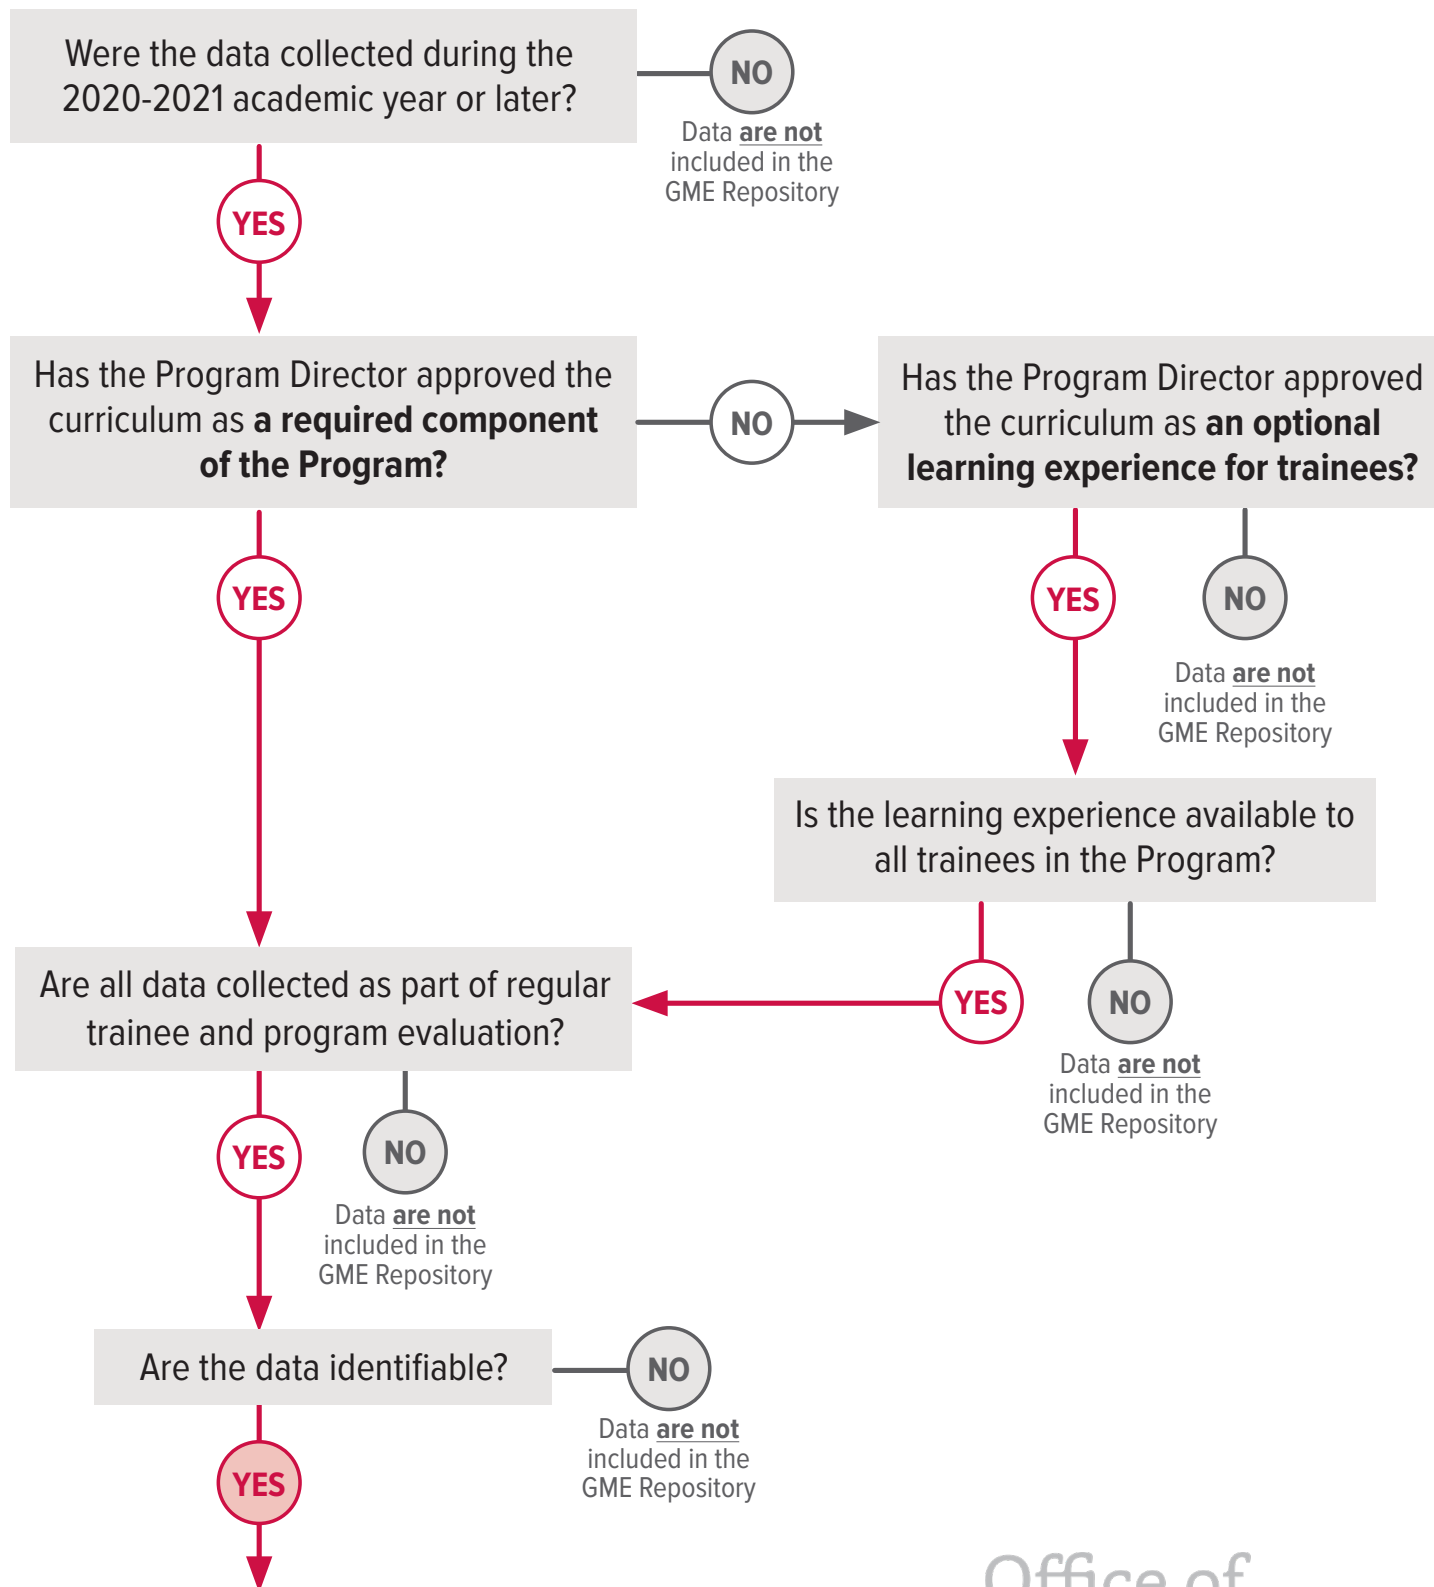 Were the data collected during the
2020-2021 academic year or later?
NO
Data are not
included in the
GME Repository
YES
Has the Program Director approved the
curriculum as a required component
of the Program?
NO
Has the Program Director approved
the curriculum as an optional
learning experience for trainees?
YES
YES
NO
Data are not
included in the
GME Repository
Is the learning experience available to
all trainees in the Program?
YES
NO
Data are not
included in the
GME Repository
Are all data collected as part of regular
trainee and program evaluation?
YES
NO
Data are not
included in the
GME Repository
Are the data identifiable?
NO
Data are not
included in the
GME Repository
YES
Office of